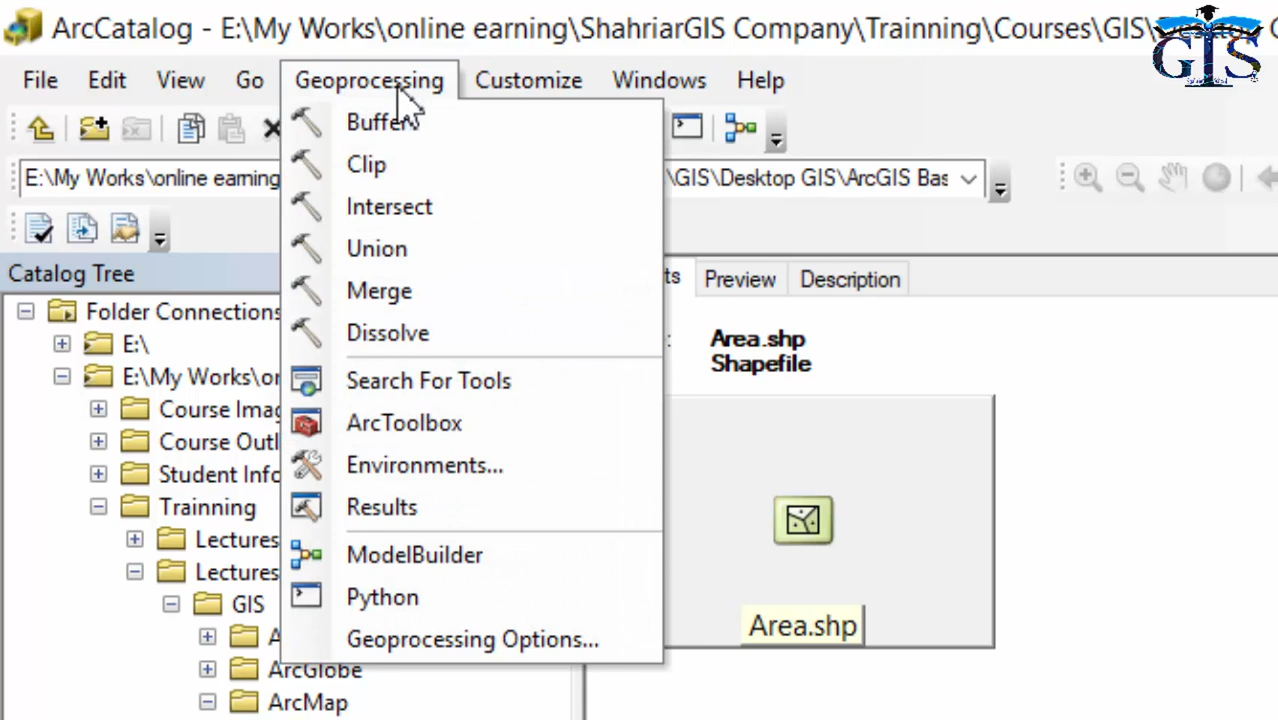 ArcCatalog - E:\My Works\online earning\ShahriarGIS Company\Trainning\Courses\GIS\
GIS
File Edit View Go Geoprocessing Customize Windows Help
E:\My Works\online earning \GIS\Desktop GIS\ArcGIS Bas
Buffer
Clip
Intersect
Union
Merge
Dissolve
Search For Tools
ArcToolbox
Environments...
Results
ModelBuilder
Python
Geoprocessing Options...
Catalog Tree
Folder Connections
E:\
E:\My Works\or
Course Imag
Course Outl
Student Info
Trainning
Lectures
Lectures
GIS
A
ArcGlobe
ArcMap
ts Preview Description
: Area.shp
Shapefile
Area.shp